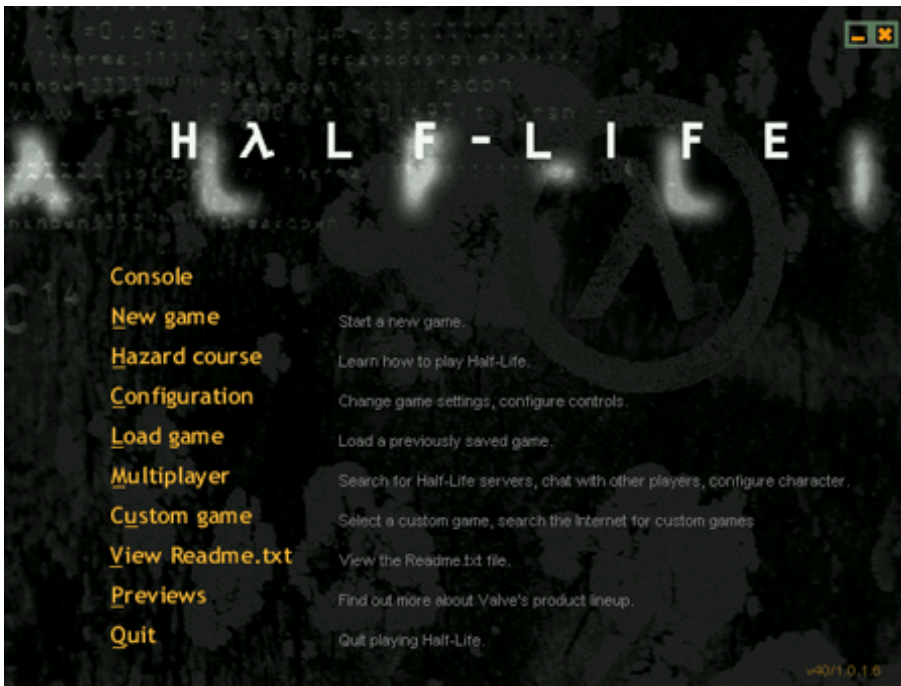 HλLF-LIFE
A L F - L I
Console
New game Start a new game.
Hazard course Learn how to play Half-Life.
Configuration Change game settings, configure controls.
Load game Load a previously saved game.
Multiplayer Search for Half-Life servers, chat with other players, configure character.
Custom game Select a custom game, search the Internet for custom games
View Readme.txt View the Readme.txt file.
Previews Find out more about Valve's product lineup.
Quit Quit playing Half-Life.
C14
v40/1.0.1.6